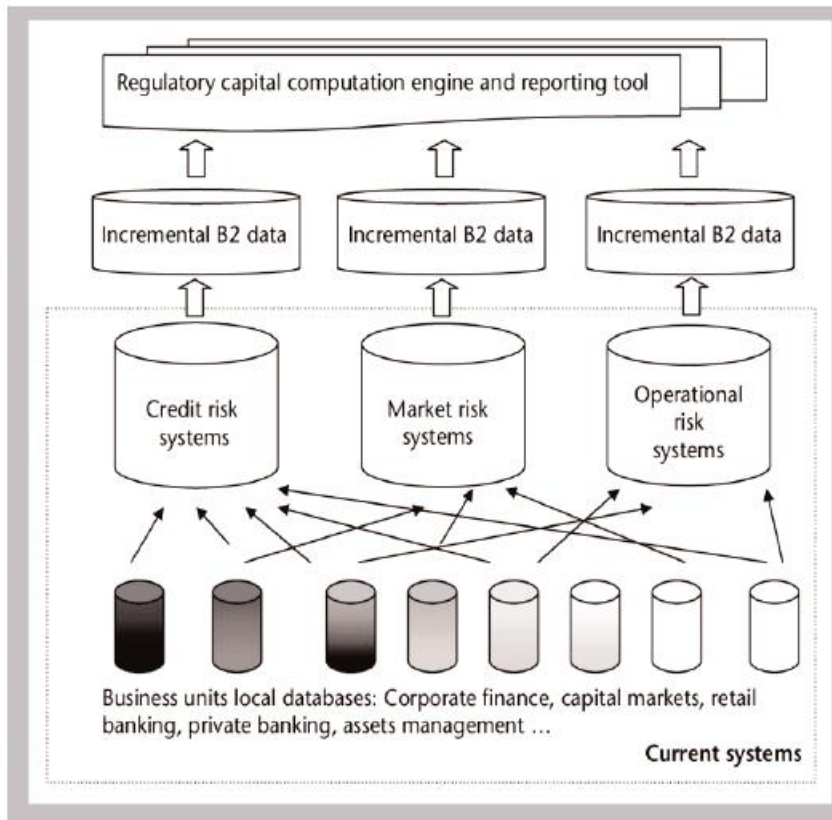 Regulatory capital computation engine and reporting tool
Incremental B2 data
Incremental B2 data
Incremental B2 data
Credit risk
systems
Market risk
systems
Operational
risk
systems
Business units local databases: Corporate finance, capital markets, retail
banking, private banking, assets management ...
Current systems